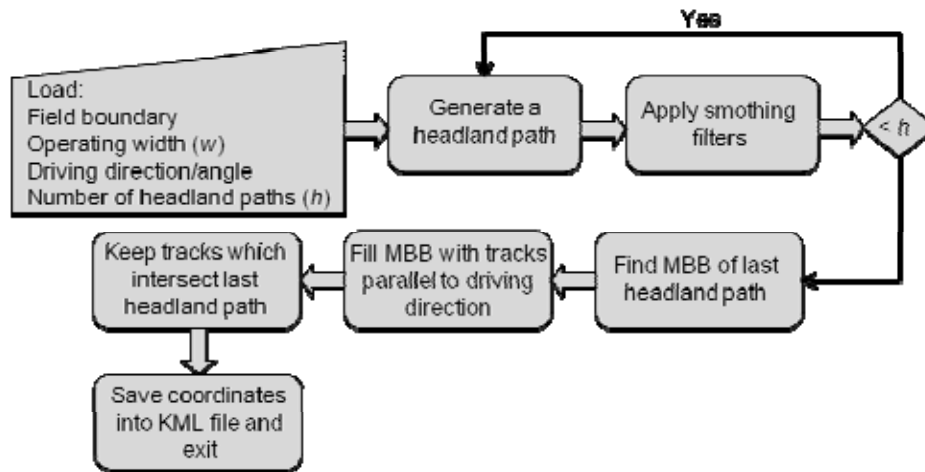 Yes
Load:
Field boundary
Operating width (w)
Driving direction/angle
Number of headland paths (h)
Generate a
headland path
Apply smothing
filters
< h
Keep tracks which
intersect last
headland path
Fill MBB with tracks
parallel to driving
direction
Find MBB of last
headland path
Save coordinates
into KML file and
exit